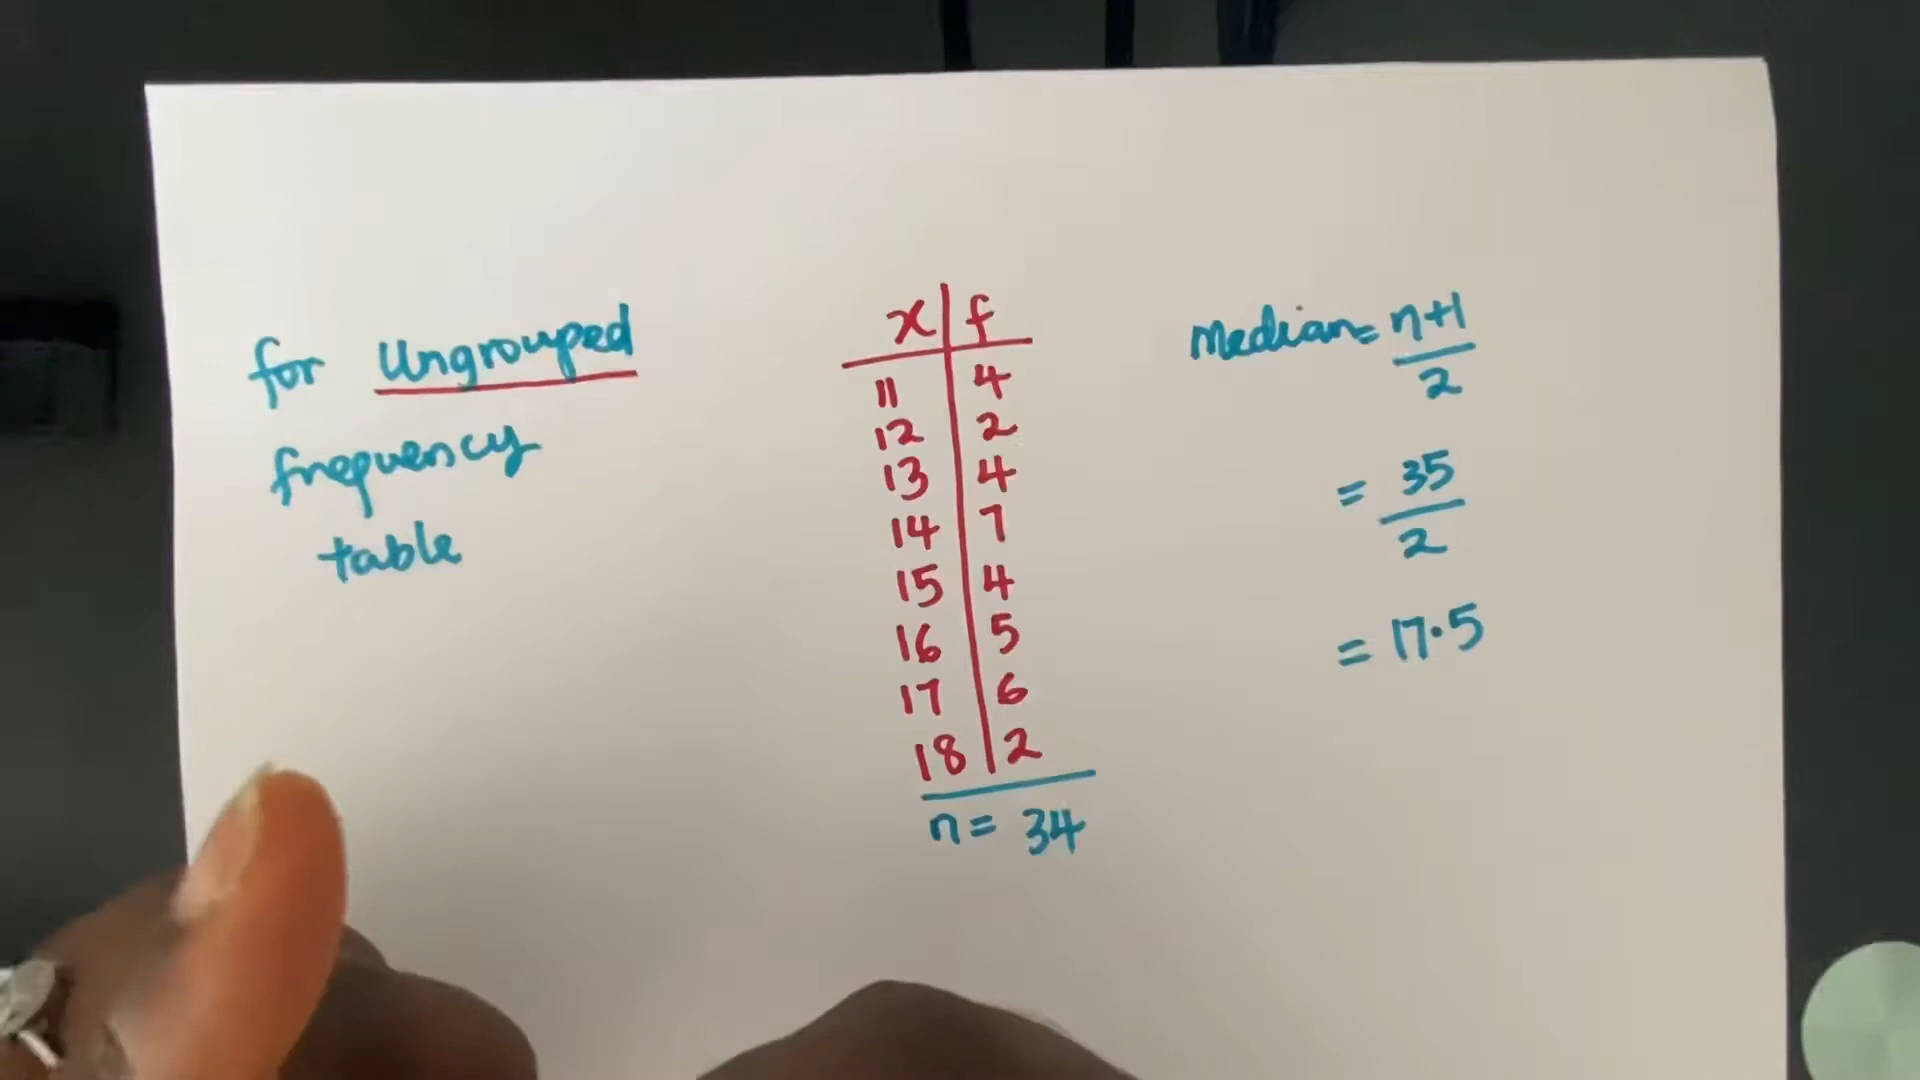 for Ungrouped
frequency
table
x f
11 4
12 2
13 4
14 7
15 4
16 5
17 6
18 2
n = 34
Median = n+1
2
= 35
2
= 17.5